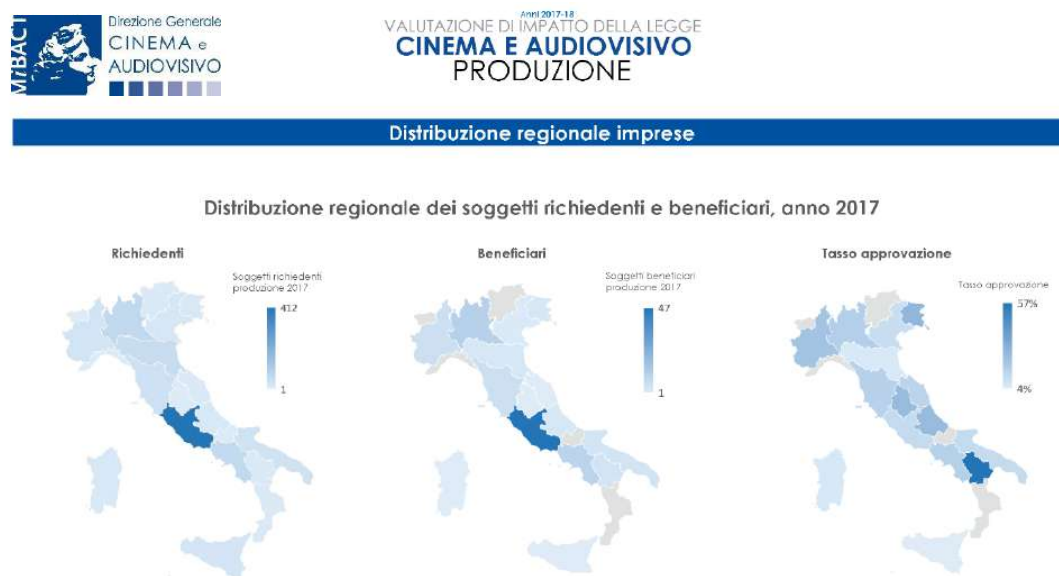 MiBACT
Direzione Generale
CINEMA e
AUDIOVISIVO
Anni 2017-18
VALUTAZIONE DI IMPATTO DELLA LEGGE
CINEMA E AUDIOVISIVO
PRODUZIONE
Distribuzione regionale imprese
Distribuzione regionale dei soggetti richiedenti e beneficiari, anno 2017
Richiedenti
Soggetti richiedenti
produzione 2017
412
1
Beneficiari
Soggetti beneficiari
produzione 2017
47
1
Tasso approvazione
Tasso approvazione
57%
4%